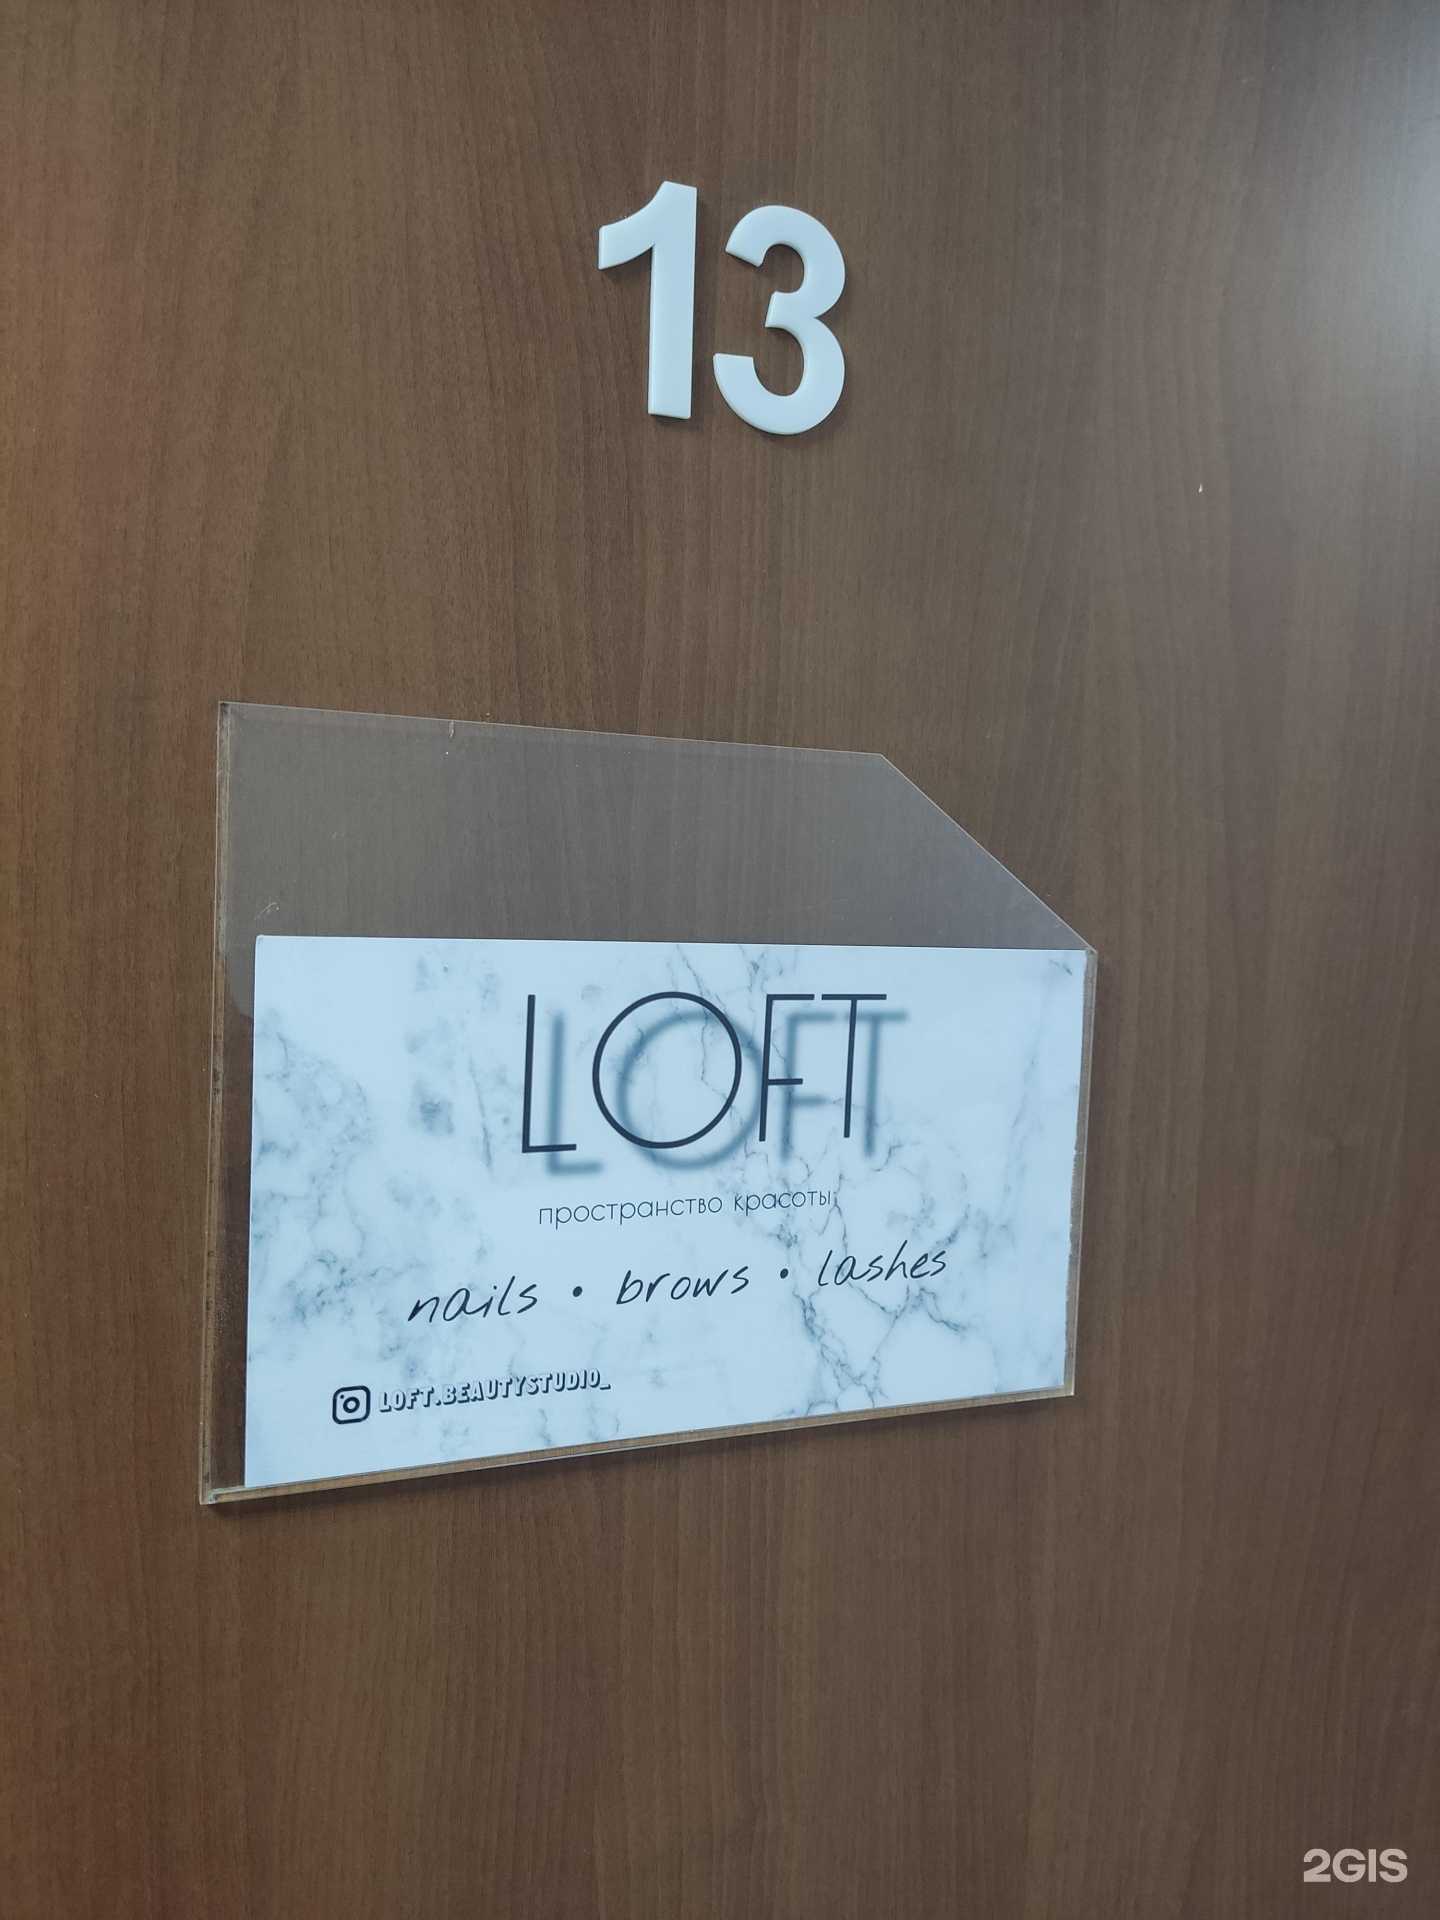 13
LOFT
пространство красоты
nails • brows • lashes
LOFT.BEAUTYSTUDIO_
2GIS